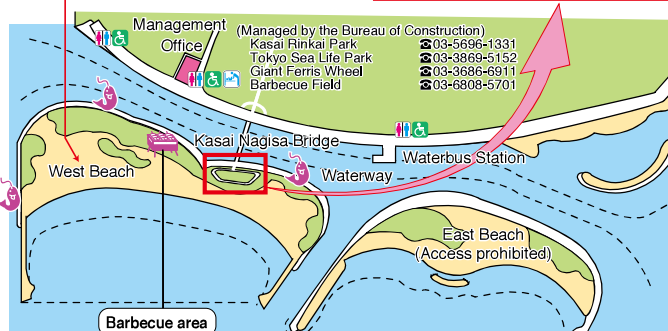 Management
Office
(Managed by the Bureau of Construction)
Kasai Rinkai Park ☎03-5696-1331
Tokyo Sea Life Park ☎03-3869-5152
Giant Ferris Wheel ☎03-3686-6911
Barbecue Field ☎03-6808-5701
Kasai Nagisa Bridge
Waterbus Station
West Beach
Waterway
East Beach
(Access prohibited)
Barbecue area